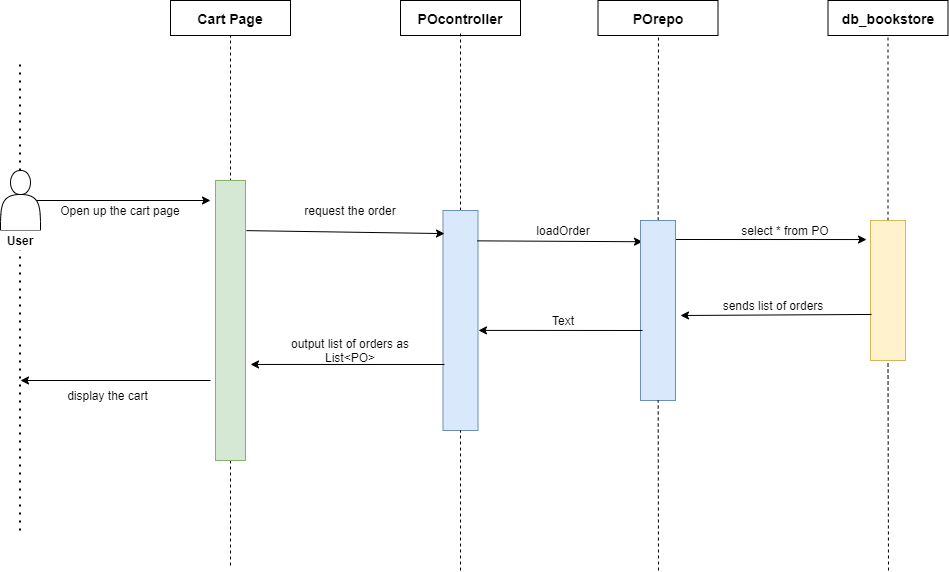 Cart Page
POcontroller
POrepo
db_bookstore
User
Open up the cart page
request the order
loadOrder
select * from PO
sends list of orders
Text
output list of orders as
List<PO>
display the cart